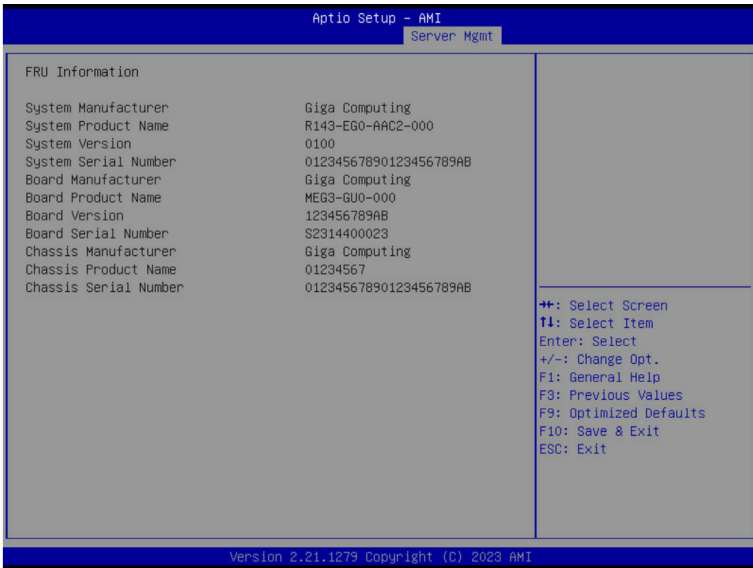 Aptio Setup – AMI
Server Mgmt
FRU Information
System Manufacturer Giga Computing
System Product Name R143-EG0-AAC2-000
System Version 0100
System Serial Number 01234567890123456789AB
Board Manufacturer Giga Computing
Board Product Name MEG3-GU0-000
Board Version 123456789AB
Board Serial Number S2314400023
Chassis Manufacturer Giga Computing
Chassis Product Name 01234567
Chassis Serial Number 01234567890123456789AB
→←: Select Screen
↑↓: Select Item
Enter: Select
+/-: Change Opt.
F1: General Help
F3: Previous Values
F9: Optimized Defaults
F10: Save & Exit
ESC: Exit
Version 2.21.1279 Copyright (C) 2023 AMI